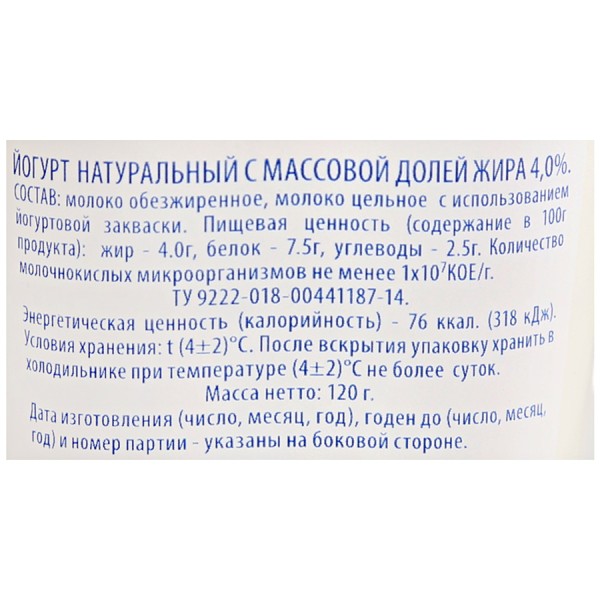 ЙОГУРТ НАТУРАЛЬНЫЙ С МАССОВОЙ ДОЛЕЙ ЖИРА 4,0%.
СОСТАВ: молоко обезжиренное, молоко цельное с использованием
йогуртовой закваски. Пищевая ценность (содержание в 100г
продукта): жир - 4.0г, белок - 7.5г, углеводы - 2.5г. Количество
молочнокислых микроорганизмов не менее 1х10⁷КОЕ/г.
ТУ 9222-018-00441187-14.
Энергетическая ценность (калорийность) - 76 ккал. (318 кДж).
Условия хранения: t (4±2)°С. После вскрытия упаковку хранить в
холодильнике при температуре (4±2)°С не более суток.
Масса нетто: 120 г.
Дата изготовления (число, месяц, год), годен до (число, месяц,
год) и номер партии - указаны на боковой стороне.